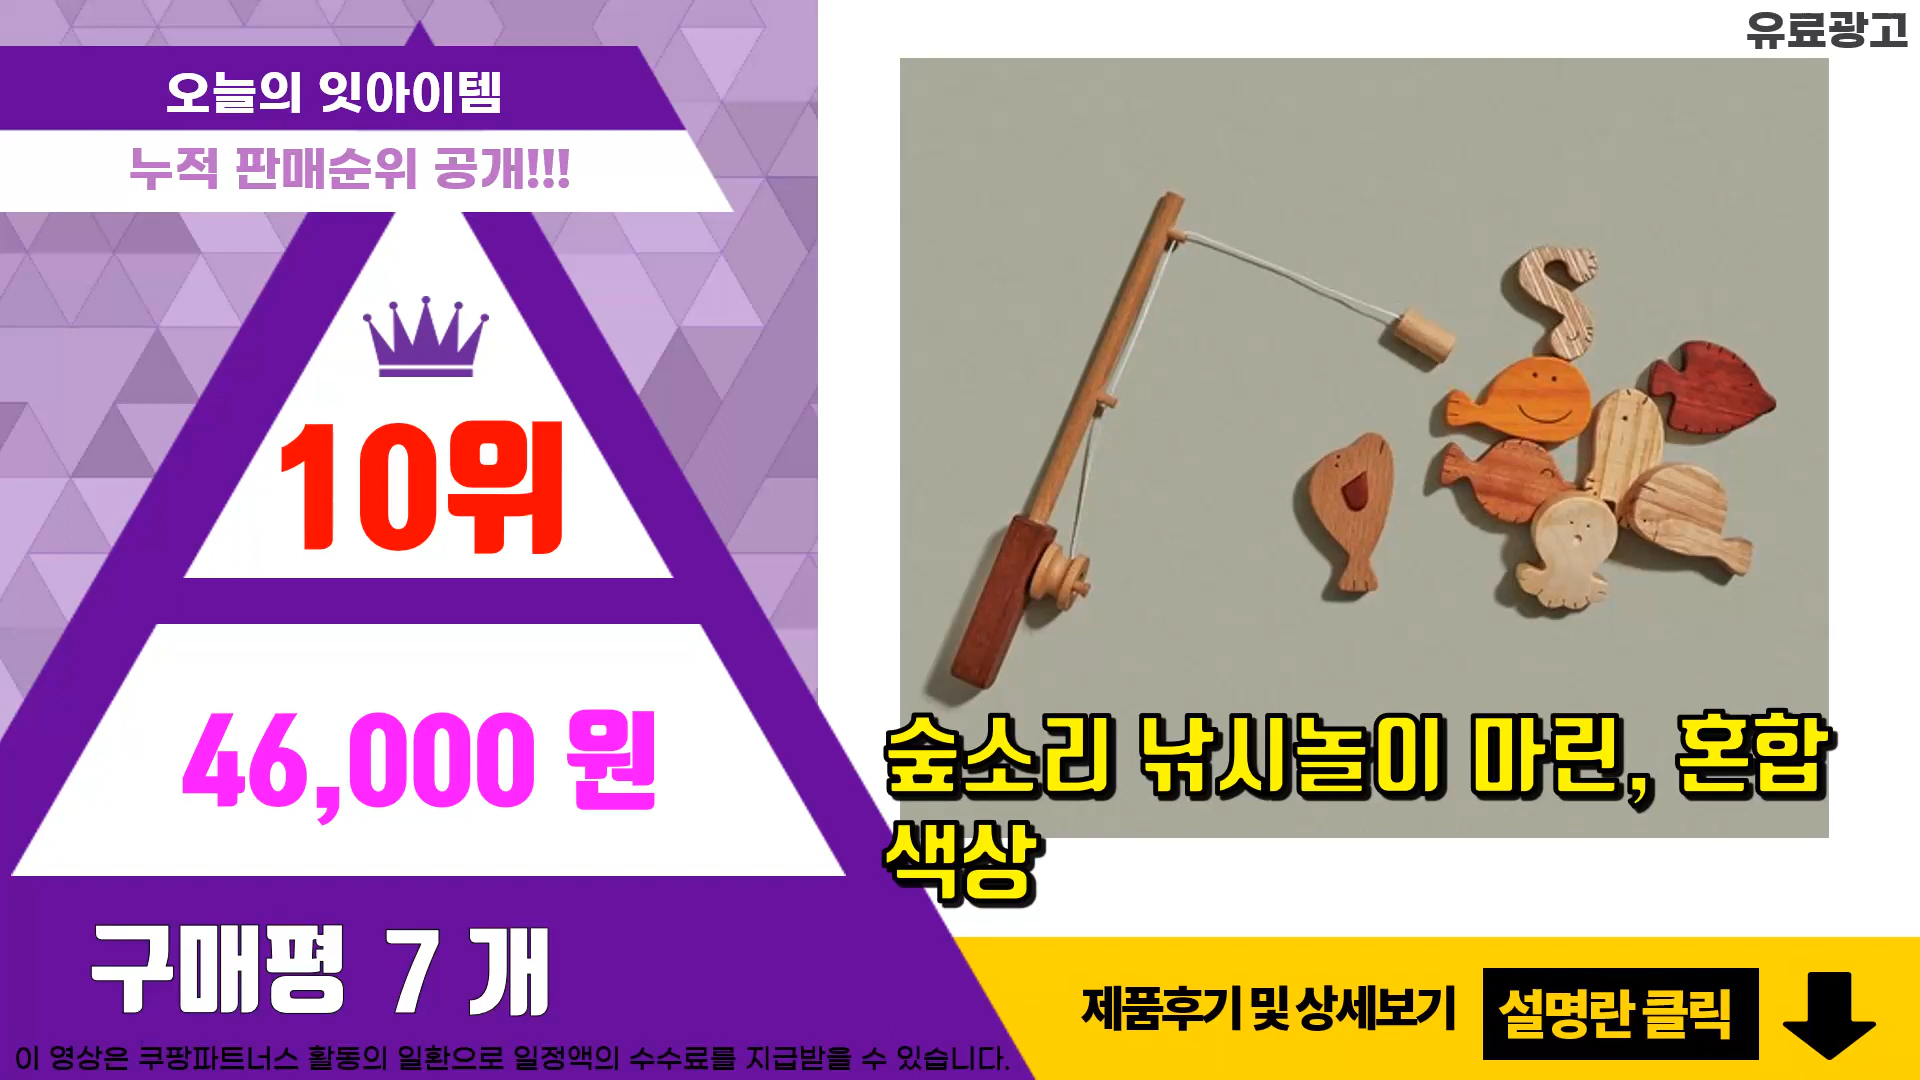 유료광고
오늘의 잇아이템
누적 판매순위 공개!!!
10위
46,000 원
숲소리 낚시놀이 마린, 혼합
색상
구매평 7 개
제품후기 및 상세보기 설명란 클릭
이 영상은 쿠팡파트너스 활동의 일환으로 일정액의 수수료를 지급받을 수 있습니다.